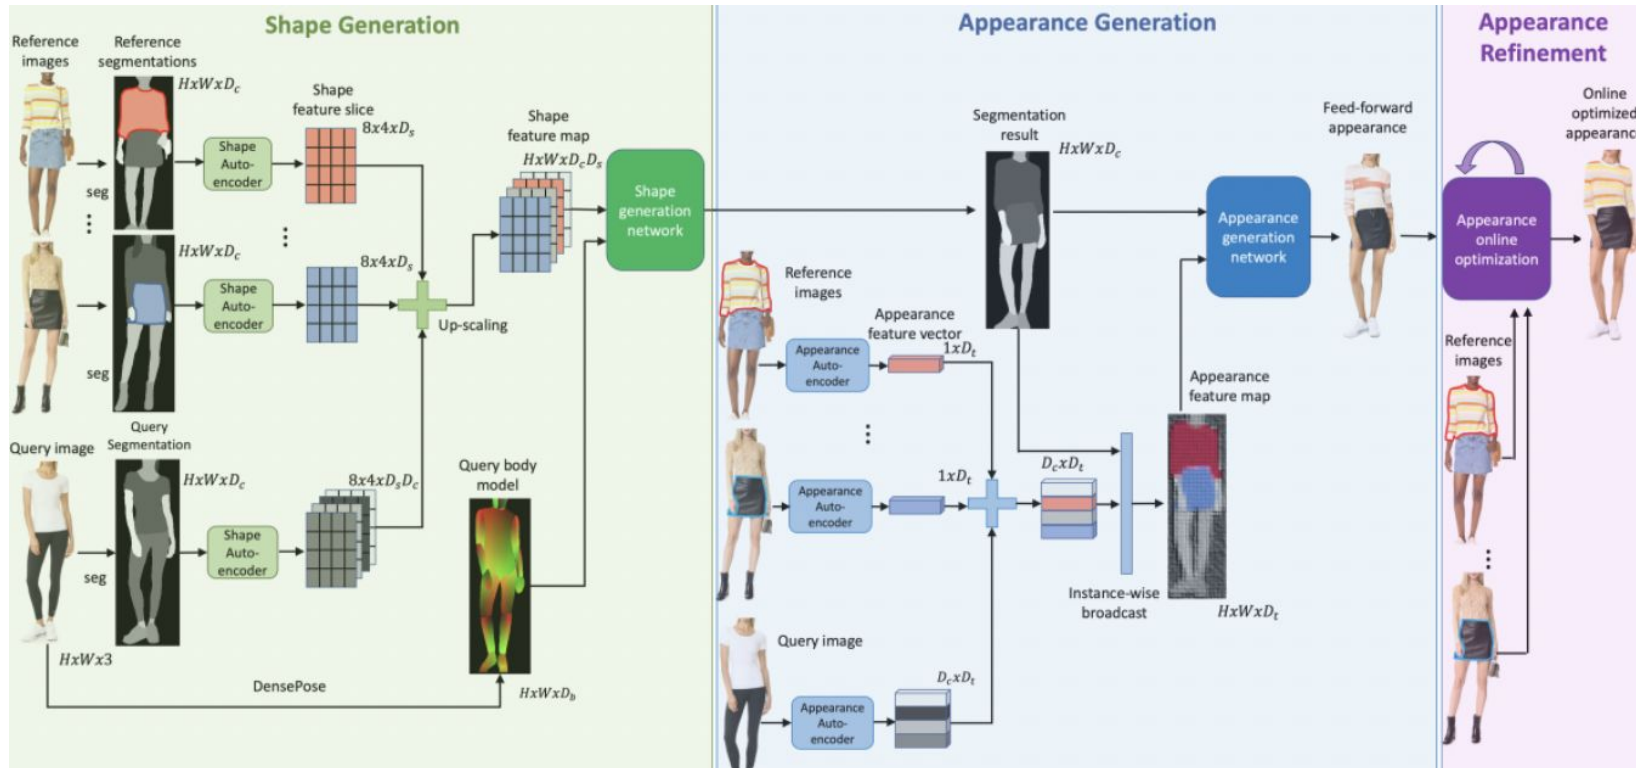 Shape Generation
Reference
images
Reference
segmentations
HxWxD_c
seg
Shape
Auto-
encoder
Shape
feature slice
8x4xD_s
HxWxD_c
seg
Shape
Auto-
encoder
8x4xD_s
Up-scaling
Shape
feature map
HxWxD_cD_s
Shape
generation
network
Query image
HxWx3
seg
Query
Segmentation
HxWxD_c
Shape
Auto-
encoder
8x4xD_sD_c
DensePose
Query body
model
HxWxD_b
Appearance Generation
Segmentation
result
HxWxD_c
Reference
images
Appearance
Auto-
encoder
Appearance
feature vector
1xD_t
Appearance
Auto-
encoder
1xD_t
Query image
Appearance
Auto-
encoder
D_cxD_t
D_cxD_t
Instance-wise
broadcast
Appearance
feature map
HxWxD_t
Appearance
generation
network
Feed-forward
appearance
Appearance
Refinement
Appearance
online
optimization
Online
optimized
appearance
Reference
images